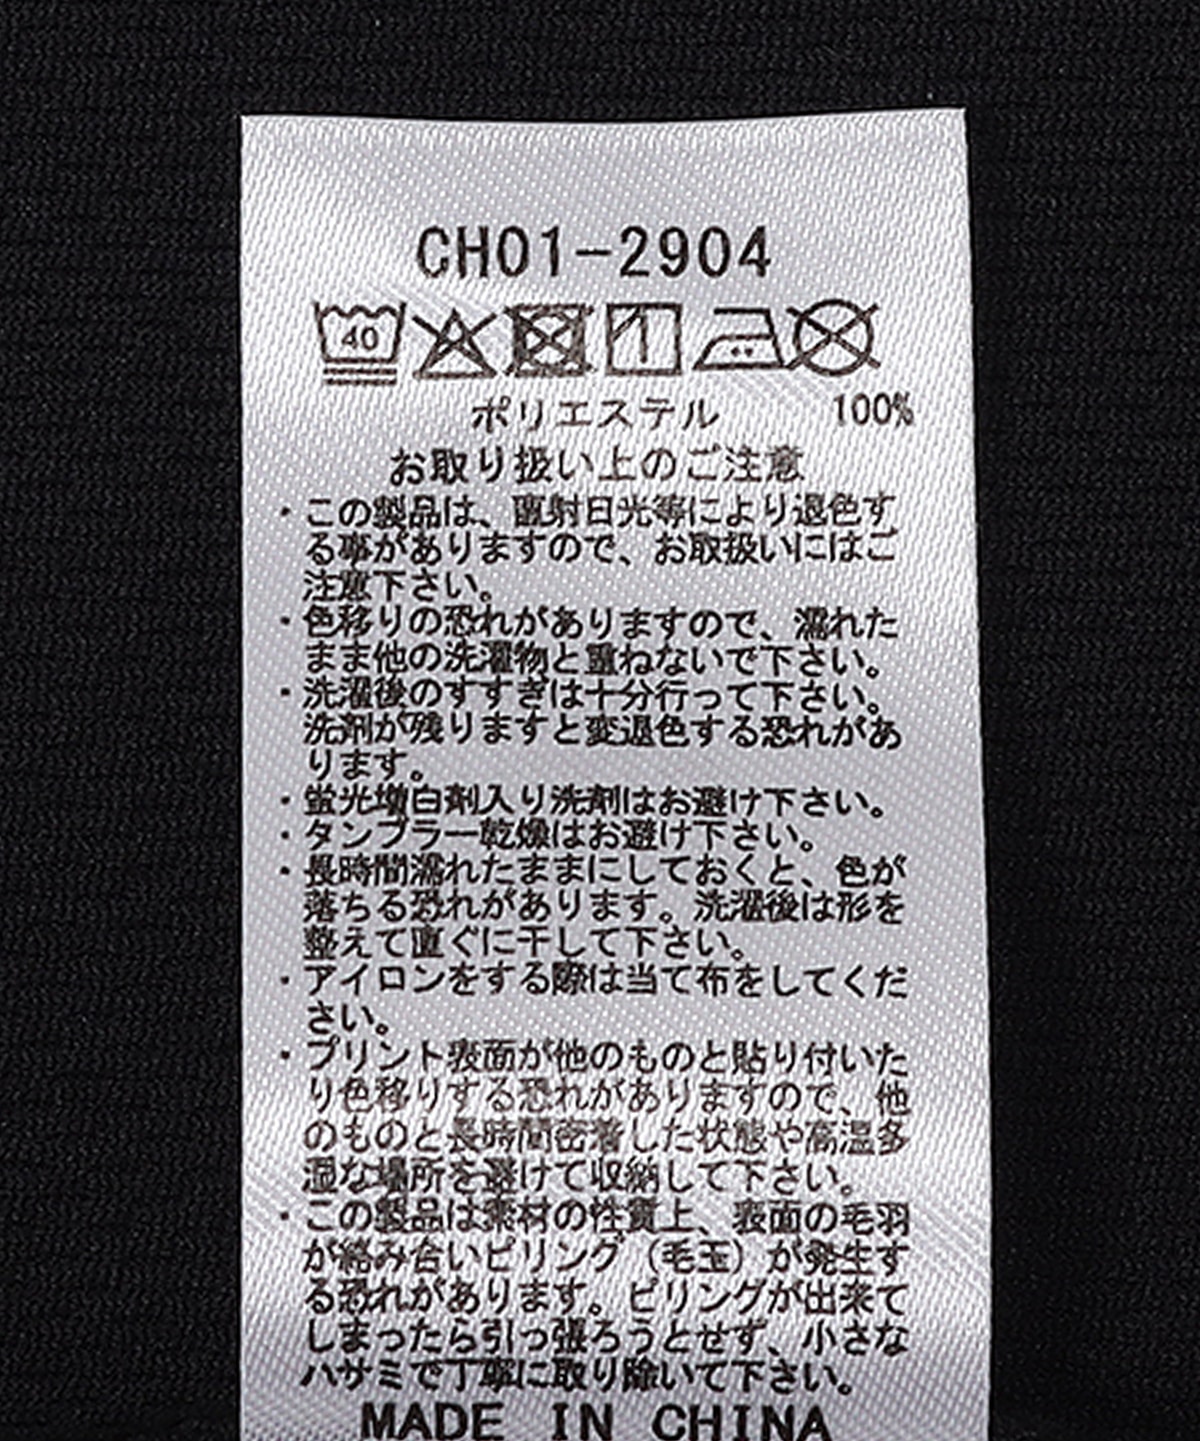 CH01-2904
40
ポリエステル 100%
お取り扱い上のご注意
・この製品は、直射日光等により退色す
る事がありますので、お取扱いにはご
注意下さい。
・色移りの恐れがありますので、濡れた
まま他の洗濯物と重ねないで下さい。
・洗濯後のすすぎは十分行って下さい。
洗剤が残りますと変退色する恐れがあ
ります。
・蛍光増白剤入り洗剤はお避け下さい。
・タンブラー乾燥はお避け下さい。
・長時間濡れたままにしておくと、色が
落ちる恐れがあります。洗濯後は形を
整えて直ぐに干して下さい。
・アイロンをする際は当て布をしてくだ
さい。
・プリント表面が他のものと貼り付いた
り色移りする恐れがありますので、他
のものと長時間密着した状態や高温多
湿な場所を避けて収納して下さい。
・この製品は素材の性質上、表面の毛羽
が絡み合いピリング（毛玉）が発生す
る恐れがあります。ピリングが出来て
しまったら引っ張ろうとせず、小さな
ハサミで丁寧に取り除いて下さい。
MADE IN CHINA